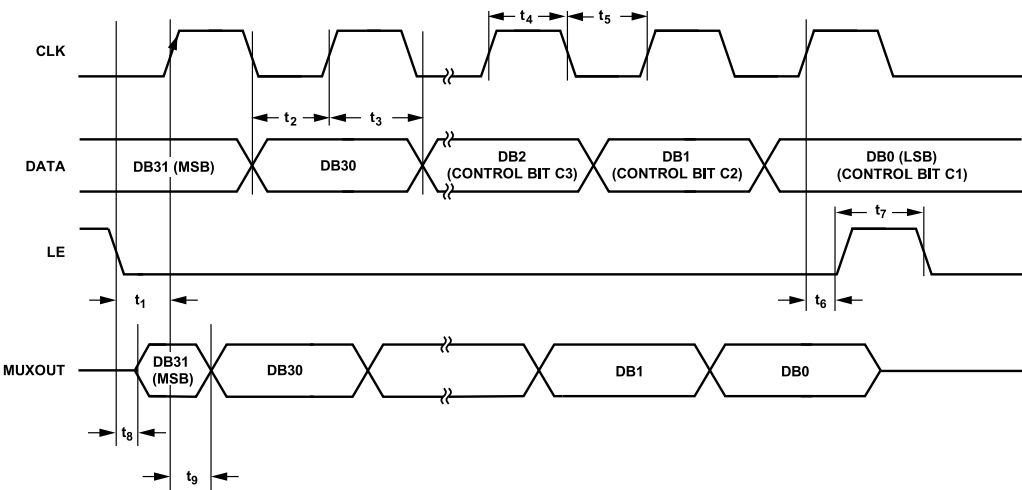 t4
t5
CLK
t2
t3
DATA
DB31 (MSB)
DB30
DB2
(CONTROL BIT C3)
DB1
(CONTROL BIT C2)
DB0 (LSB)
(CONTROL BIT C1)
t7
LE
t1
t6
MUXOUT
DB31
(MSB)
DB30
DB1
DB0
t8
t9